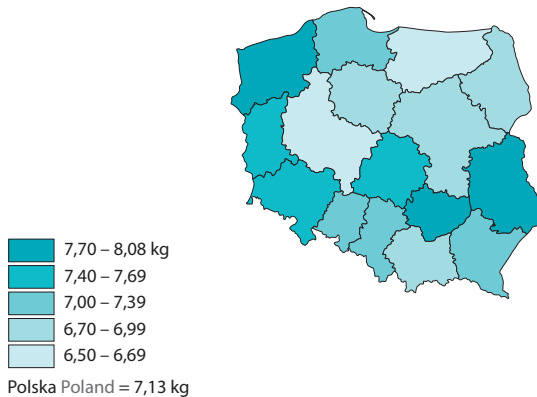 7,70 – 8,08 kg
7,40 – 7,69
7,00 – 7,39
6,70 – 6,99
6,50 – 6,69
Polska Poland = 7,13 kg